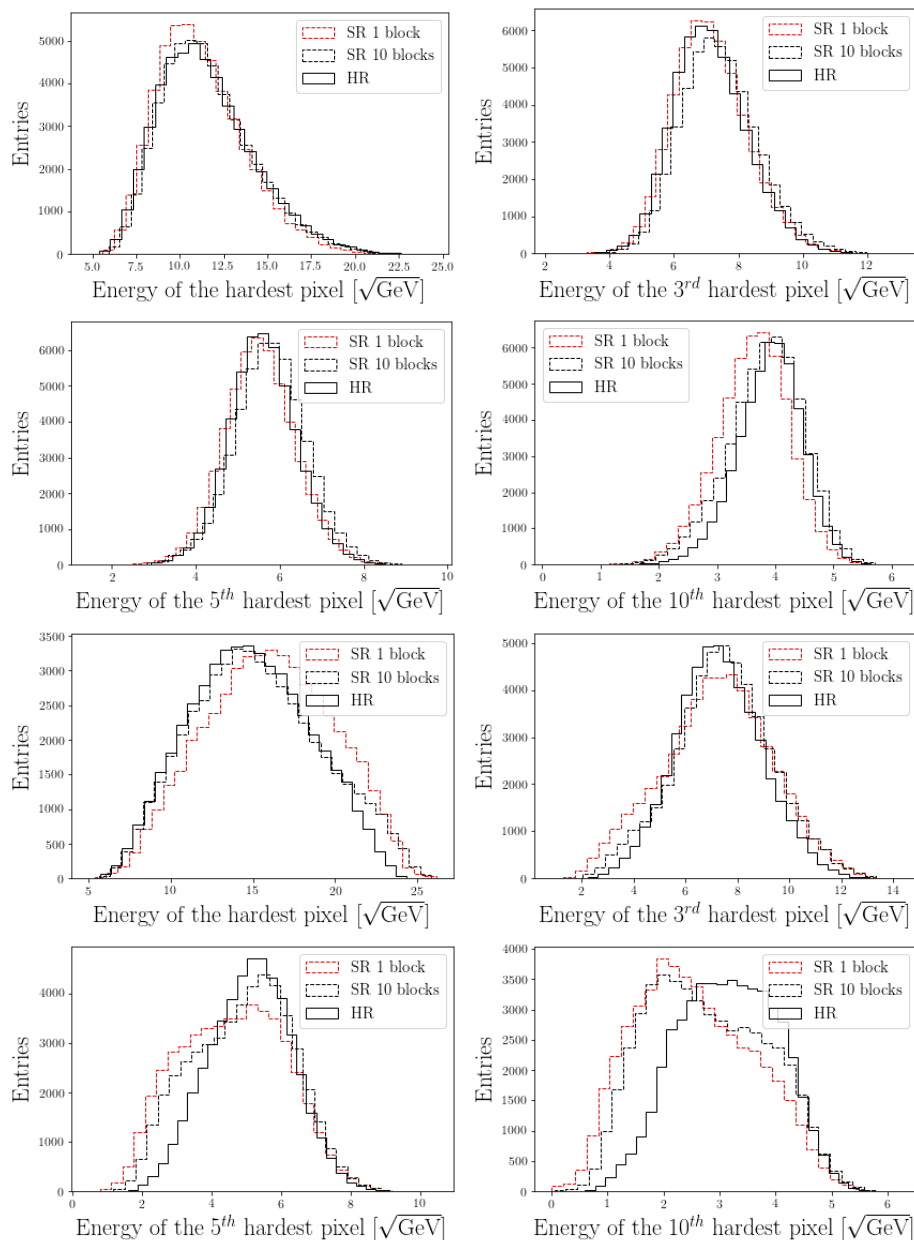 SR 1 block
SR 10 blocks
HR
Entries
5000
4000
3000
2000
1000
0
5.0 7.5 10.0 12.5 15.0 17.5 20.0 22.5 25.0
Energy of the hardest pixel [√GeV]
SR 1 block
SR 10 blocks
HR
Entries
6000
5000
4000
3000
2000
1000
0
2 4 6 8 10 12
Energy of the 3rd hardest pixel [√GeV]
SR 1 block
SR 10 blocks
HR
Entries
6000
5000
4000
3000
2000
1000
0
2 4 6 8 10
Energy of the 5th hardest pixel [√GeV]
SR 1 block
SR 10 blocks
HR
Entries
6000
5000
4000
3000
2000
1000
0
0 1 2 3 4 5 6
Energy of the 10th hardest pixel [√GeV]
SR 1 block
SR 10 blocks
HR
Entries
3500
3000
2500
2000
1500
1000
500
0
5 10 15 20 25
Energy of the hardest pixel [√GeV]
SR 1 block
SR 10 blocks
HR
Entries
5000
4000
3000
2000
1000
0
2 4 6 8 10 12 14
Energy of the 3rd hardest pixel [√GeV]
SR 1 block
SR 10 blocks
HR
Entries
4000
3000
2000
1000
0
0 2 4 6 8 10
Energy of the 5th hardest pixel [√GeV]
SR 1 block
SR 10 blocks
HR
Entries
4000
3500
3000
2500
2000
1500
1000
500
0
0 1 2 3 4 5 6
Energy of the 10th hardest pixel [√GeV]